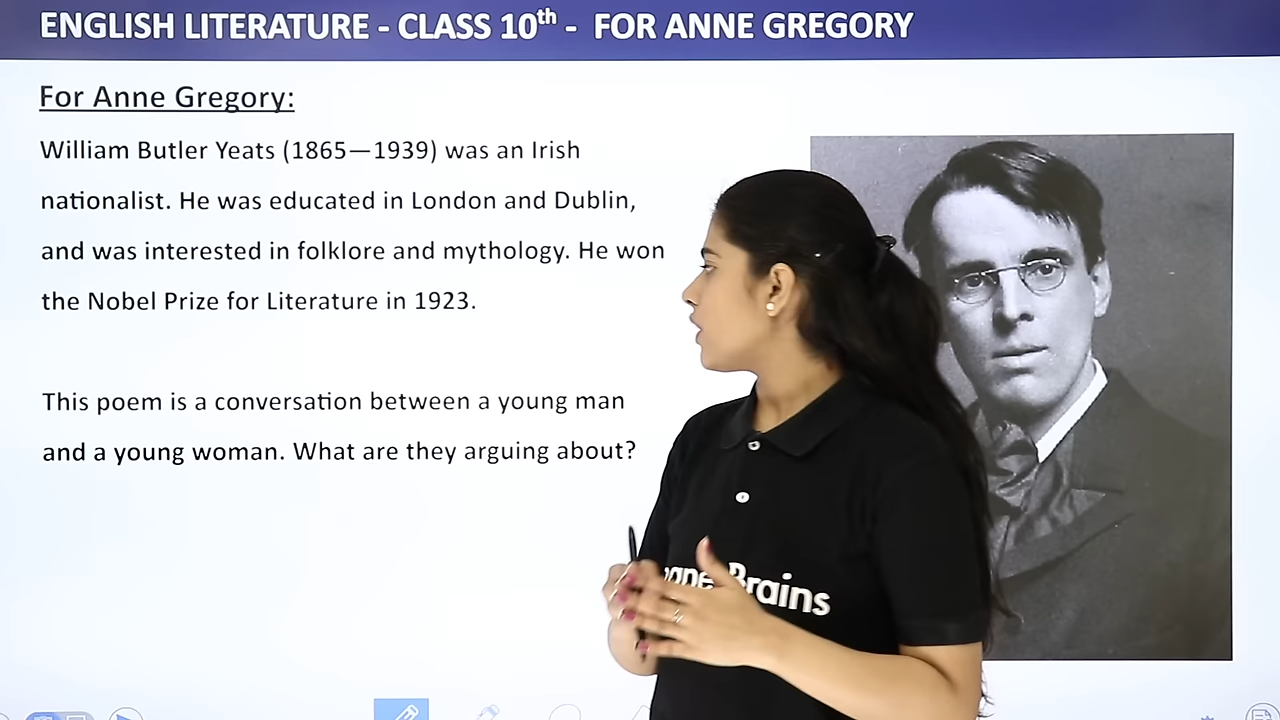 ENGLISH LITERATURE - CLASS 10th - FOR ANNE GREGORY
For Anne Gregory:
William Butler Yeats (1865—1939) was an Irish
nationalist. He was educated in London and Dublin,
and was interested in folklore and mythology. He won
the Nobel Prize for Literature in 1923.
This poem is a conversation between a young man
and a young woman. What are they arguing about?
Brains